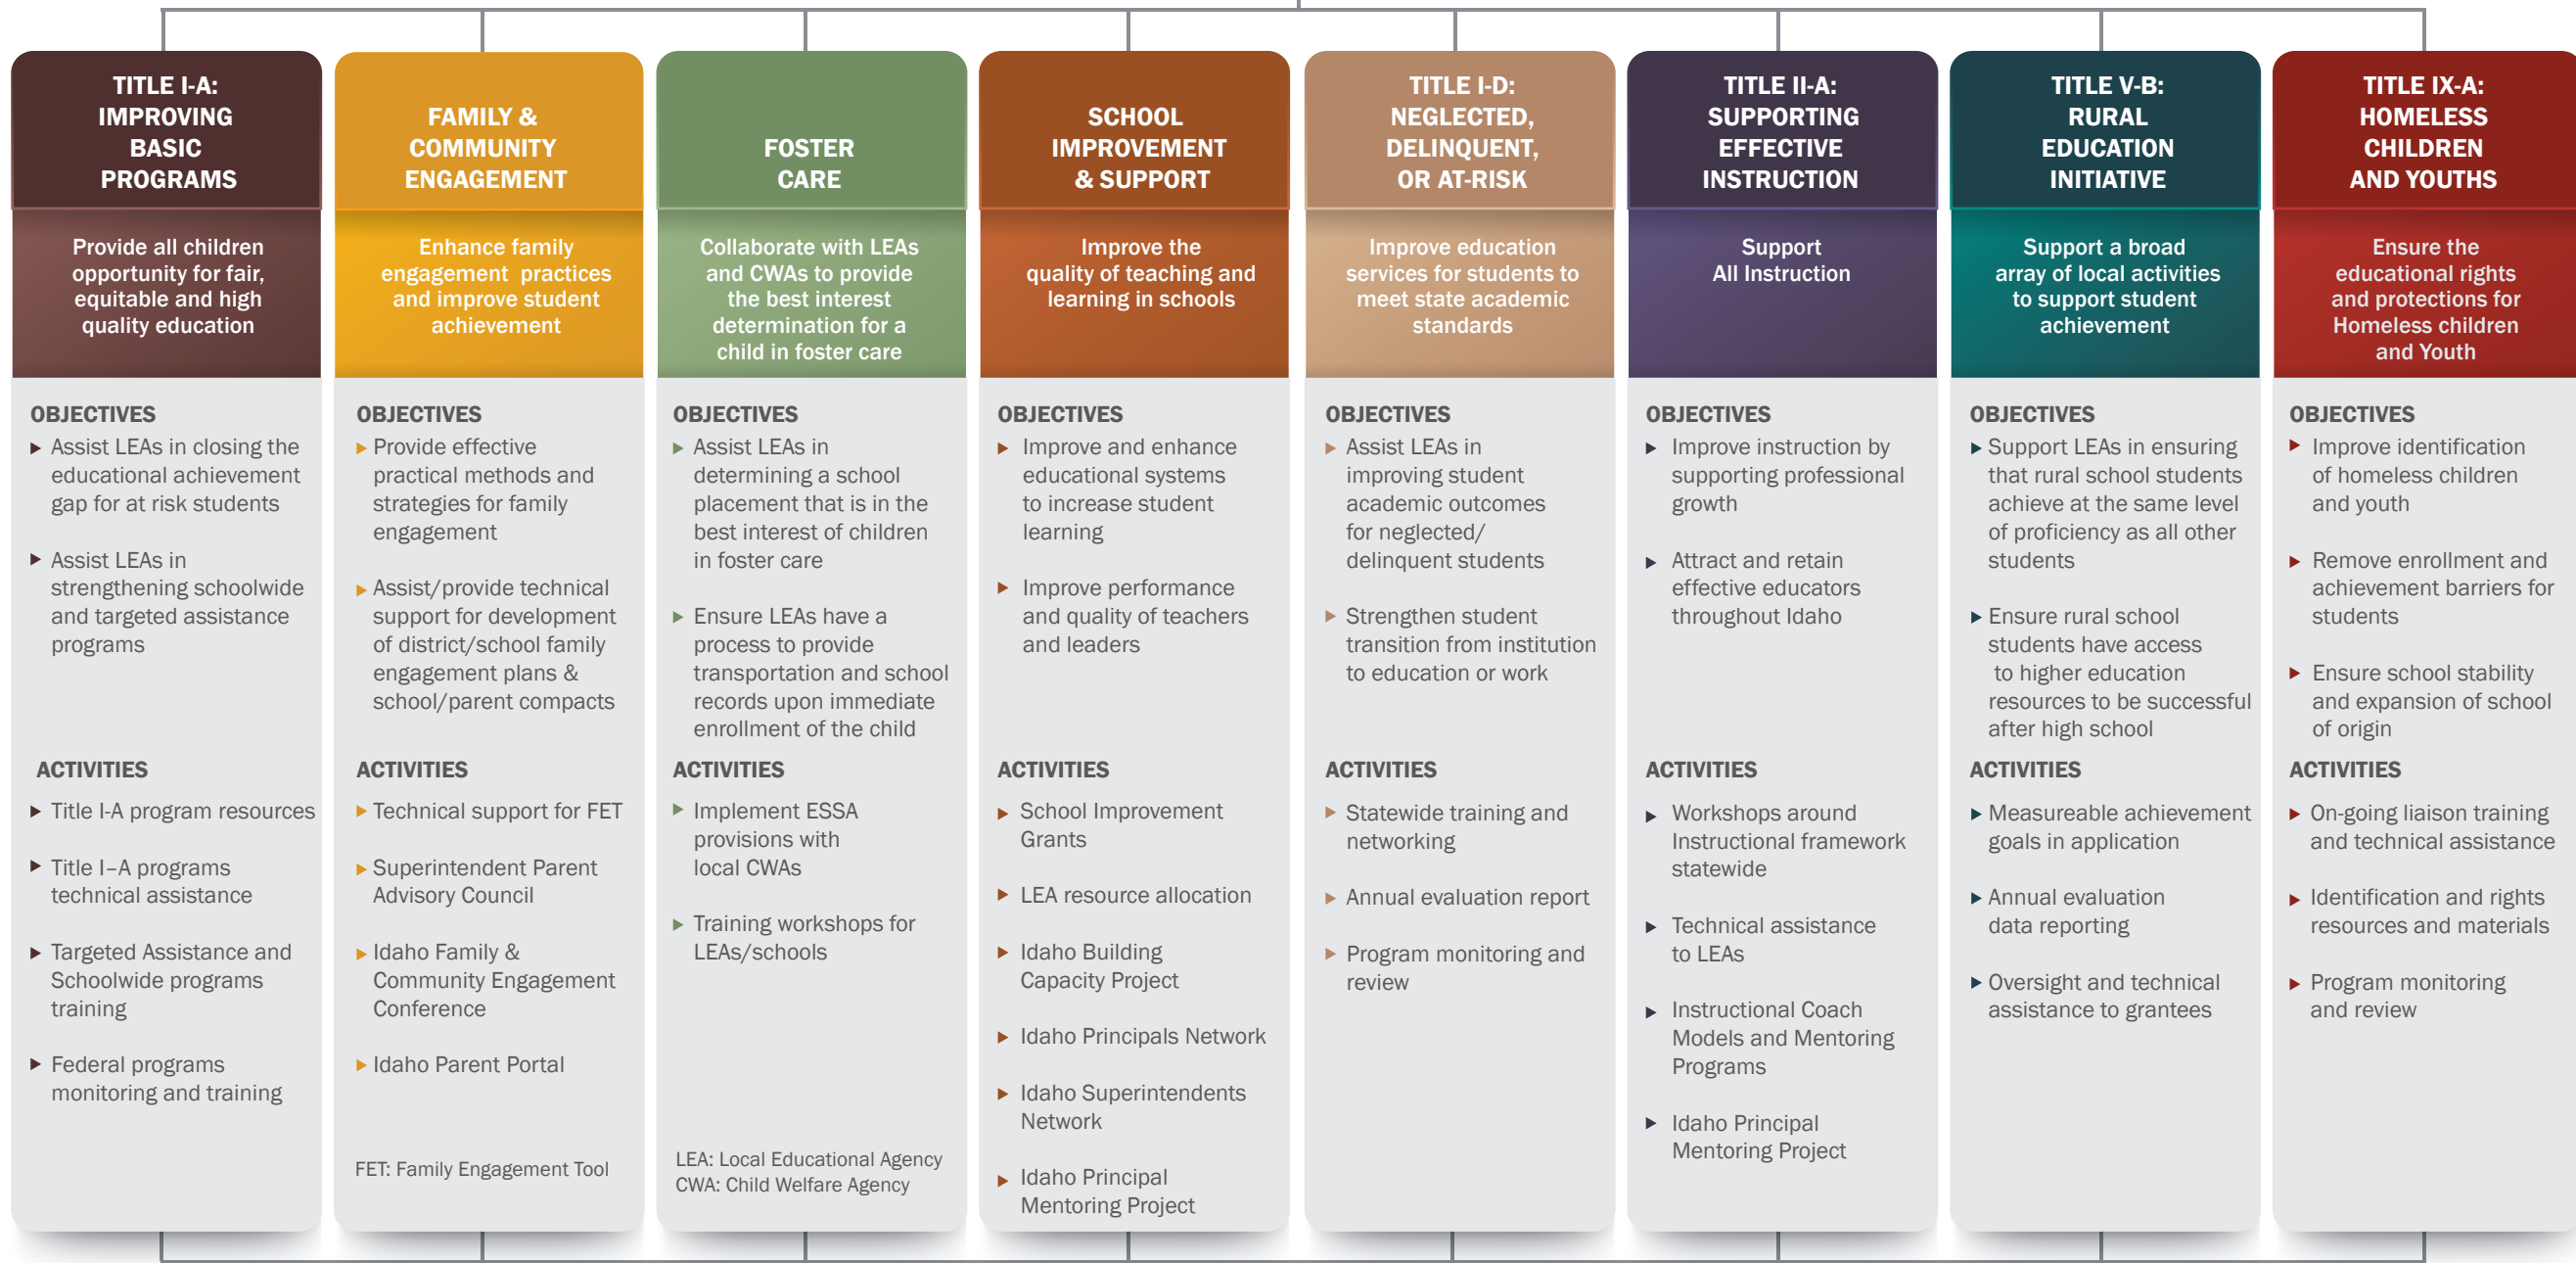 TITLE I-A:
IMPROVING
BASIC
PROGRAMS
Provide all children
opportunity for fair,
equitable and high
quality education
OBJECTIVES
Assist LEAs in closing the
educational achievement
gap for at risk students
Assist LEAs in
strengthening schoolwide
and targeted assistance
programs
ACTIVITIES
Title I-A program resources
Title I–A programs
technical assistance
Targeted Assistance and
Schoolwide programs
training
Federal programs
monitoring and training
FAMILY &
COMMUNITY
ENGAGEMENT
Enhance family
engagement practices
and improve student
achievement
OBJECTIVES
Provide effective
practical methods and
strategies for family
engagement
Assist/provide technical
support for development
of district/school family
engagement plans &
school/parent compacts
ACTIVITIES
Technical support for FET
Superintendent Parent
Advisory Council
Idaho Family &
Community Engagement
Conference
Idaho Parent Portal
FET: Family Engagement Tool
FOSTER
CARE
Collaborate with LEAs
and CWAs to provide
the best interest
determination for a
child in foster care
OBJECTIVES
Assist LEAs in
determining a school
placement that is in the
best interest of children
in foster care
Ensure LEAs have a
process to provide
transportation and school
records upon immediate
enrollment of the child
ACTIVITIES
Implement ESSA
provisions with
local CWAs
Training workshops for
LEAs/schools
LEA: Local Educational Agency
CWA: Child Welfare Agency
SCHOOL
IMPROVEMENT
& SUPPORT
Improve the
quality of teaching and
learning in schools
OBJECTIVES
Improve and enhance
educational systems
to increase student
learning
Improve performance
and quality of teachers
and leaders
ACTIVITIES
School Improvement
Grants
LEA resource allocation
Idaho Building
Capacity Project
Idaho Principals Network
Idaho Superintendents
Network
Idaho Principal
Mentoring Project
TITLE I-D:
NEGLECTED,
DELINQUENT,
OR AT-RISK
Improve education
services for students to
meet state academic
standards
OBJECTIVES
Assist LEAs in
improving student
academic outcomes
for neglected/
delinquent students
Strengthen student
transition from institution
to education or work
ACTIVITIES
Statewide training and
networking
Annual evaluation report
Program monitoring and
review
TITLE II-A:
SUPPORTING
EFFECTIVE
INSTRUCTION
Support
All Instruction
OBJECTIVES
Improve instruction by
supporting professional
growth
Attract and retain
effective educators
throughout Idaho
ACTIVITIES
Workshops around
Instructional framework
statewide
Technical assistance
to LEAs
Instructional Coach
Models and Mentoring
Programs
Idaho Principal
Mentoring Project
TITLE V-B:
RURAL
EDUCATION
INITIATIVE
Support a broad
array of local activities
to support student
achievement
OBJECTIVES
Support LEAs in ensuring
that rural school students
achieve at the same level
of proficiency as all other
students
Ensure rural school
students have access
to higher education
resources to be successful
after high school
ACTIVITIES
Measureable achievement
goals in application
Annual evaluation
data reporting
Oversight and technical
assistance to grantees
TITLE IX-A:
HOMELESS
CHILDREN
AND YOUTHS
Ensure the
educational rights
and protections for
Homeless children
and Youth
OBJECTIVES
Improve identification
of homeless children
and youth
Remove enrollment and
achievement barriers for
students
Ensure school stability
and expansion of school
of origin
ACTIVITIES
On-going liaison training
and technical assistance
Identification and rights
resources and materials
Program monitoring
and review